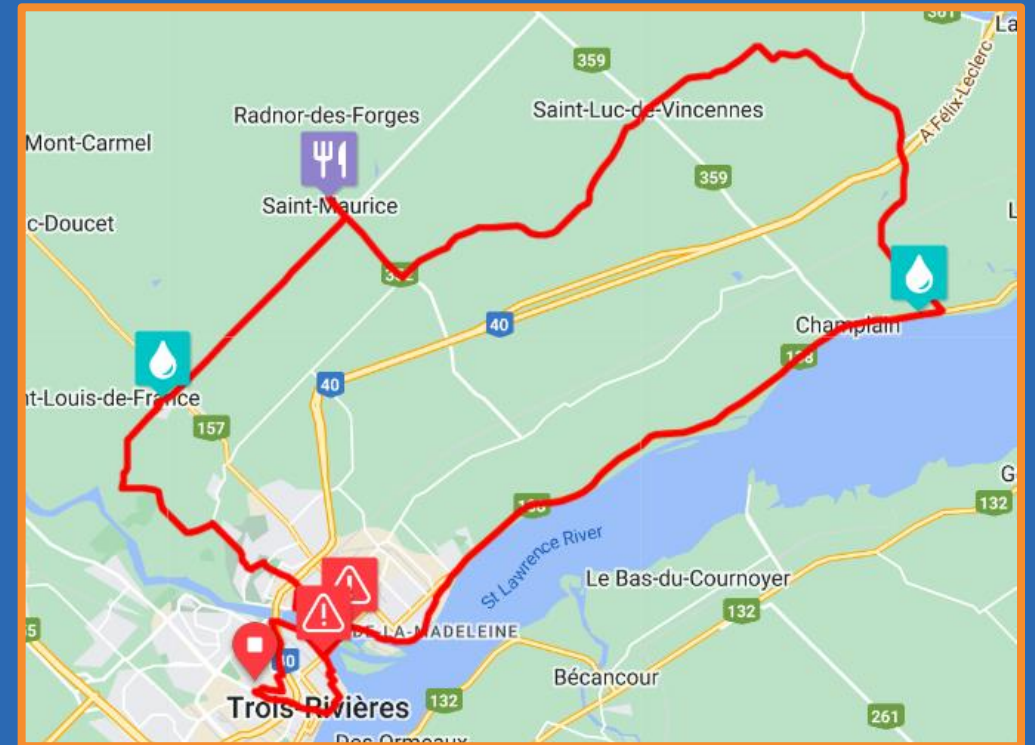 361
La
359
A Félix-Leclerc
Radnor-des-Forges
Saint-Luc-de-Vincennes
Mont-Carmel
359
Saint-Maurice
c-Doucet
L
40
Champlain
138
40
nt-Louis-de-France
157
G
132
St Lawrence River
Le Bas-du-Cournoyer
132
DE-LA-MADELEINE
40
Bécancour
Trois-Rivières
132
261
Des Ormeaux